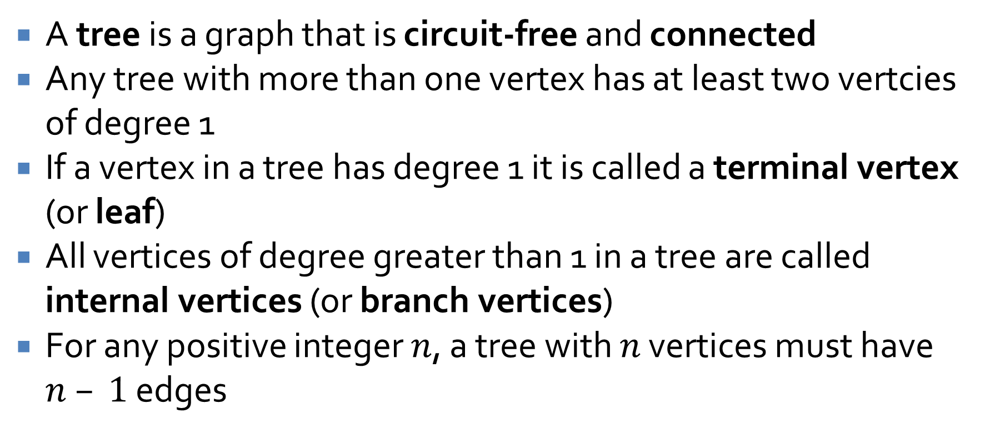 ▪ A tree is a graph that is circuit-free and connected
▪ Any tree with more than one vertex has at least two vertcies
of degree 1
▪ If a vertex in a tree has degree 1 it is called a terminal vertex
(or leaf)
▪ All vertices of degree greater than 1 in a tree are called
internal vertices (or branch vertices)
▪ For any positive integer n, a tree with n vertices must have
n – 1 edges